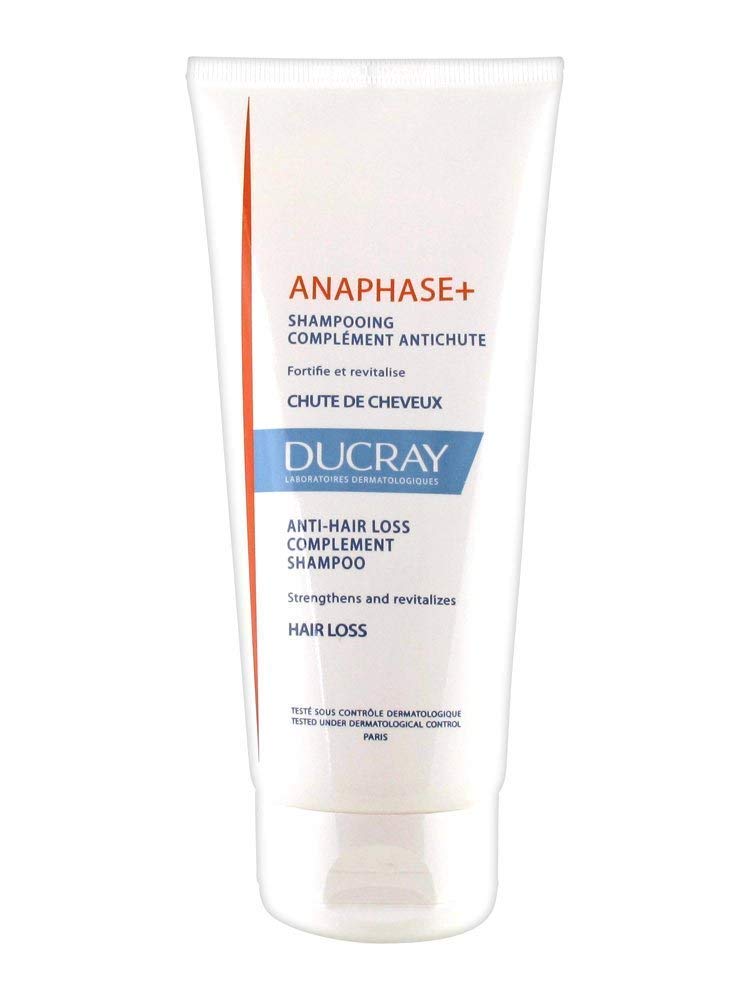 ANAPHASE+
SHAMPOOING
COMPLÉMENT ANTICHUTE
Fortifie et revitalise
CHUTE DE CHEVEUX
DUCRAY
LABORATOIRES DERMATOLOGIQUES
ANTI-HAIR LOSS
COMPLEMENT
SHAMPOO
Strengthens and revitalizes
HAIR LOSS
TESTÉ SOUS CONTRÔLE DERMATOLOGIQUE
TESTED UNDER DERMATOLOGICAL CONTROL
PARIS